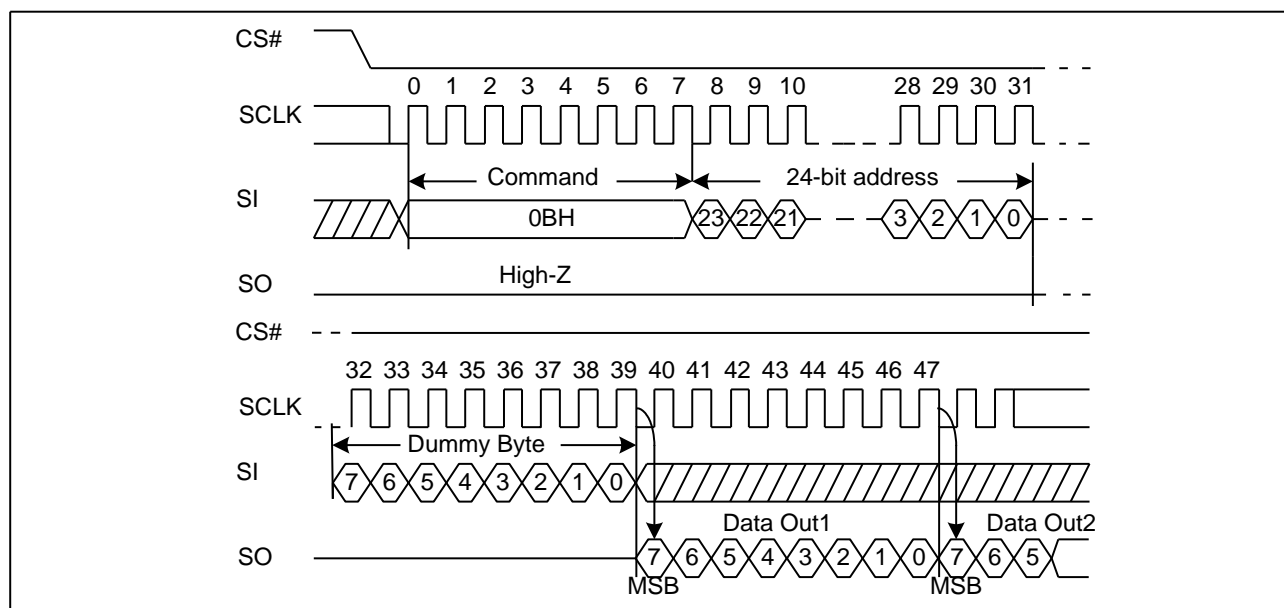 CS#
0 1 2 3 4 5 6 7 8 9 10 28 29 30 31
SCLK
Command 24-bit address
SI
0BH 23 22 21 3 2 1 0
High-Z
SO
CS#
32 33 34 35 36 37 38 39 40 41 42 43 44 45 46 47
SCLK
Dummy Byte
SI
7 6 5 4 3 2 1 0
Data Out1 Data Out2
SO
7 6 5 4 3 2 1 0 7 6 5
MSB MSB